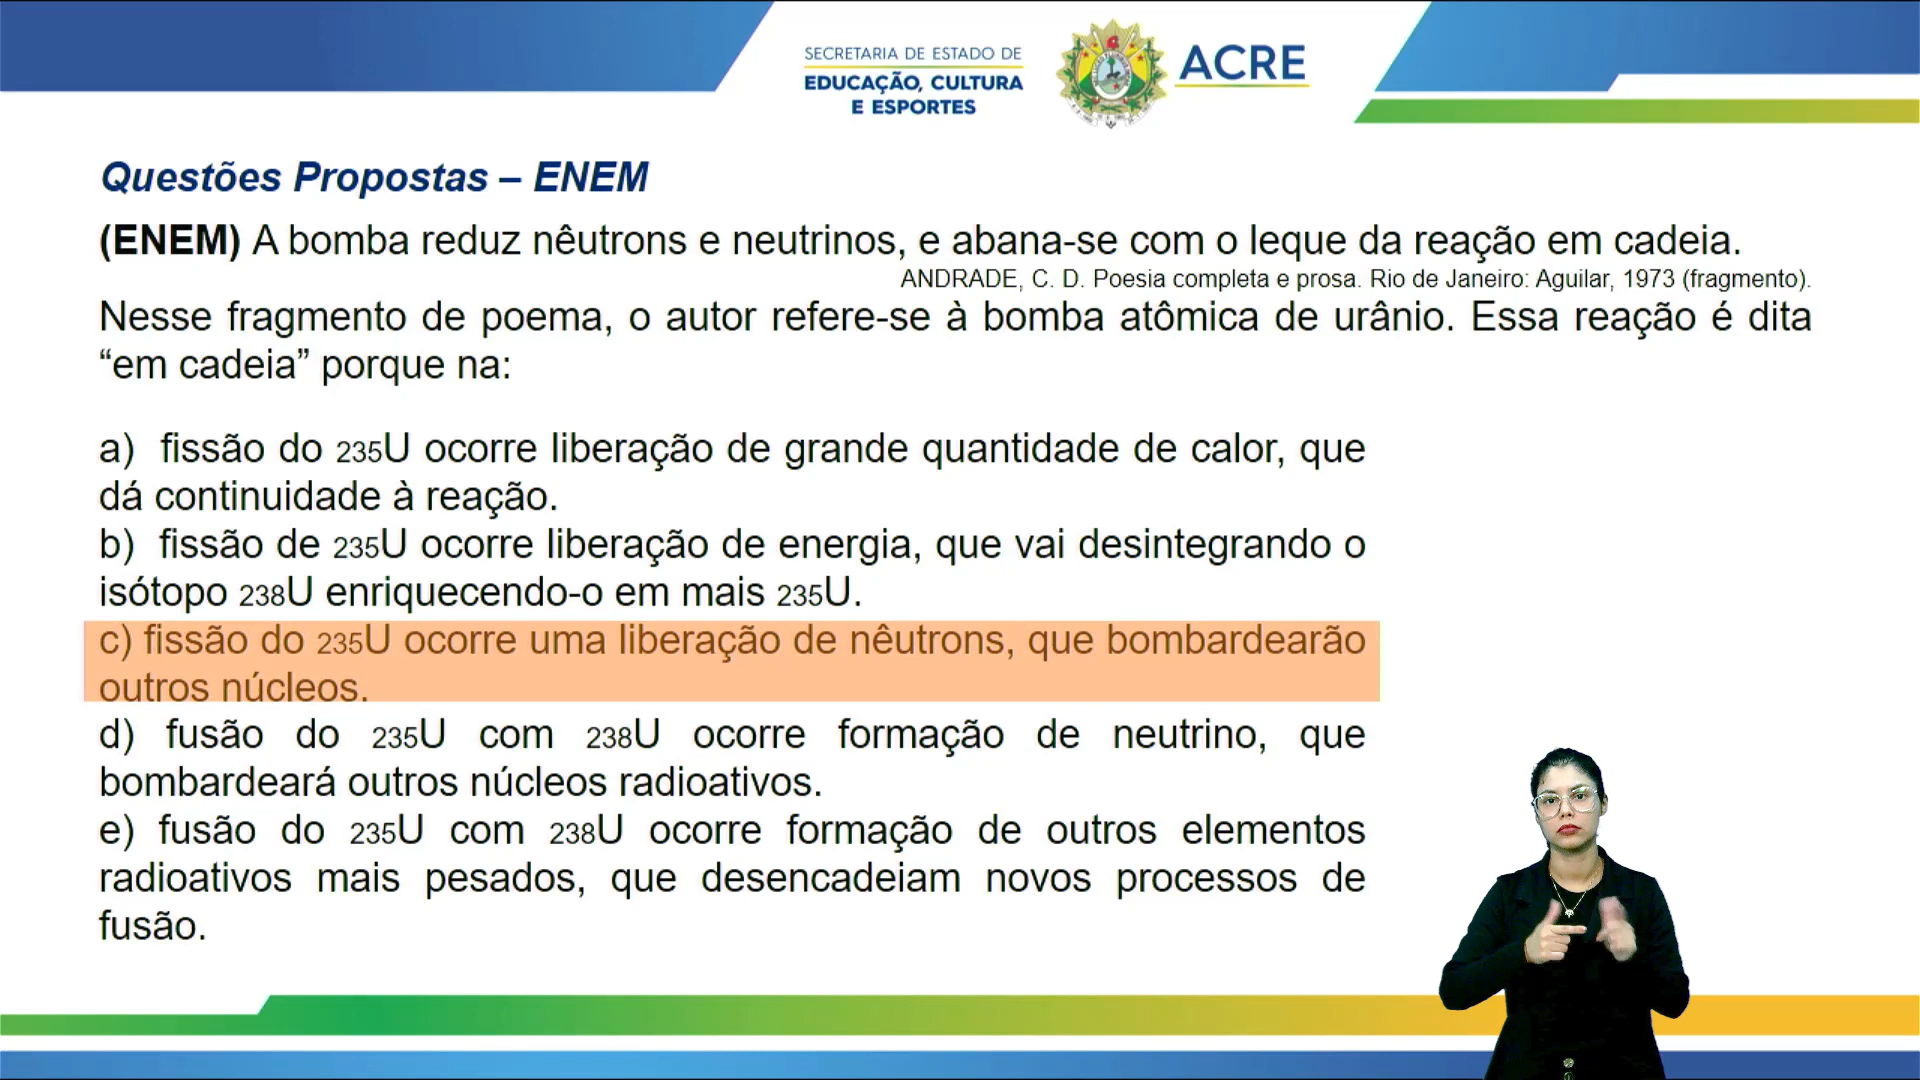 SECRETARIA DE ESTADO DE
EDUCAÇÃO, CULTURA
E ESPORTES
ACRE
Questões Propostas – ENEM
(ENEM) A bomba reduz nêutrons e neutrinos, e abana-se com o leque da reação em cadeia.
ANDRADE, C. D. Poesia completa e prosa. Rio de Janeiro: Aguilar, 1973 (fragmento).
Nesse fragmento de poema, o autor refere-se à bomba atômica de urânio. Essa reação é dita
“em cadeia” porque na:
a) fissão do 235U ocorre liberação de grande quantidade de calor, que
dá continuidade à reação.
b) fissão de 235U ocorre liberação de energia, que vai desintegrando o
isótopo 238U enriquecendo-o em mais 235U.
c) fissão do 235U ocorre uma liberação de nêutrons, que bombardearão
outros núcleos.
d) fusão do 235U com 238U ocorre formação de neutrino, que
bombardeará outros núcleos radioativos.
e) fusão do 235U com 238U ocorre formação de outros elementos
radioativos mais pesados, que desencadeiam novos processos de
fusão.